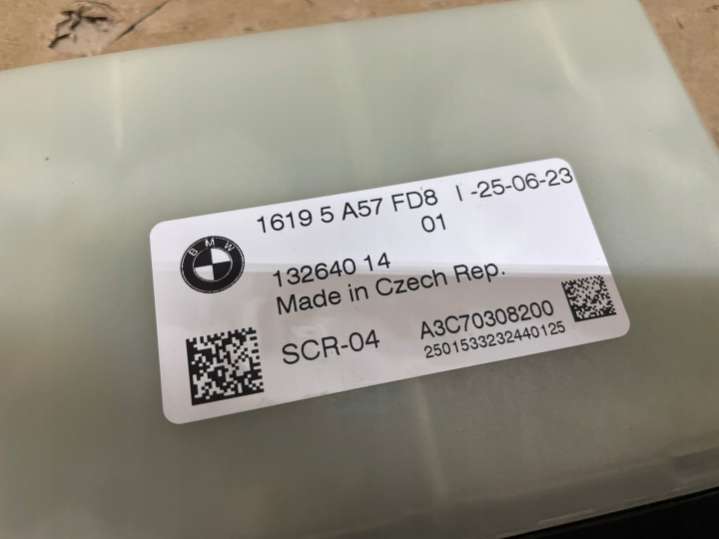 1619 5 A57 FD8 I -25-06-23
01
BMW
132640 14
Made in Czech Rep.
SCR-04
A3C70308200
2501533232440125